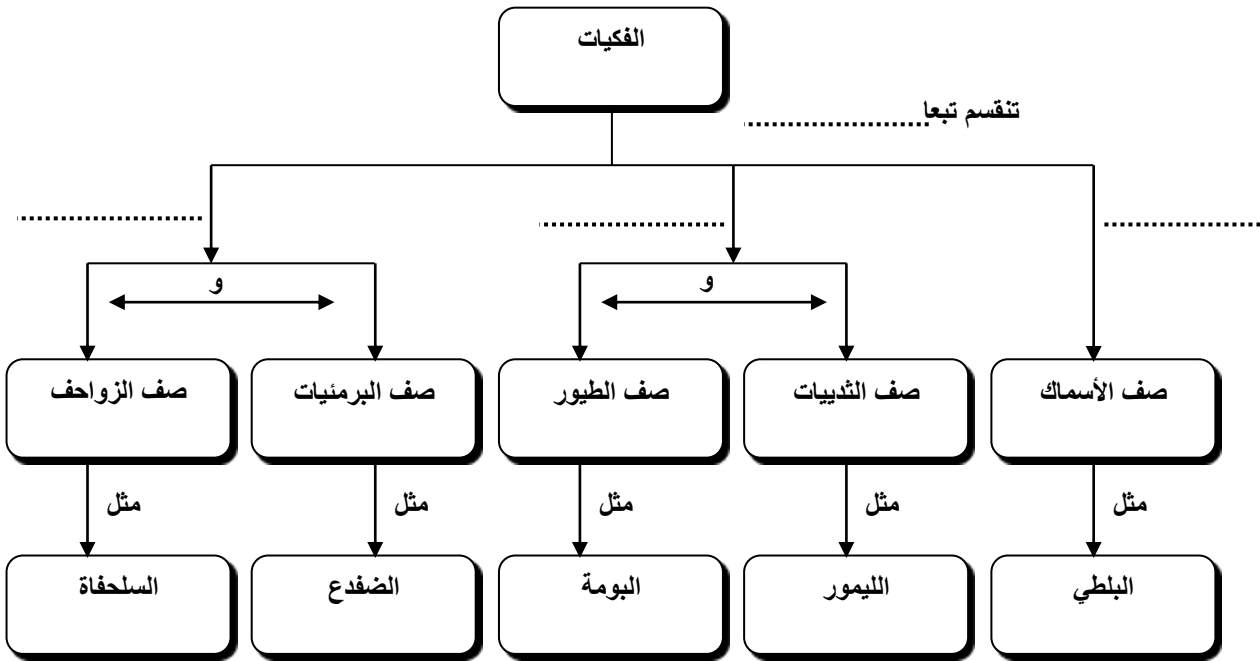 الفكيات
تنقسم تبعا.......................
.......................
.......................
.......................
و
و
صف الأسماك
صف الثدييات
صف الطيور
صف البرمئيات
صف الزواحف
مثل
مثل
مثل
مثل
مثل
البلطي
الليمور
البومة
الضفدع
السلحفاة